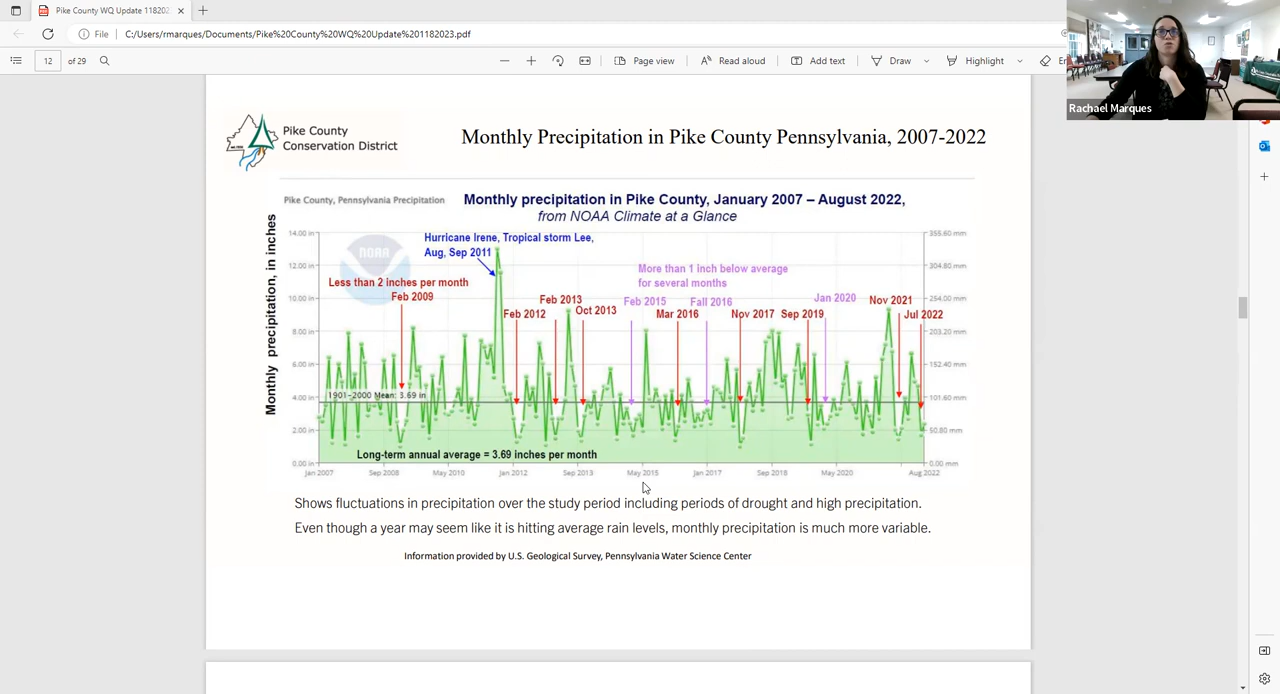 Pike County WQ Update 1182
File
C:/Users/rmarques/Documents/Pike%20County%20WQ%20Update%201182023.pdf
12 of 29
Page view
Read aloud
Add text
Draw
Highlight
Rachael Marques
Pike County
Conservation District
Monthly Precipitation in Pike County Pennsylvania, 2007-2022
Pike County, Pennsylvania Precipitation
Monthly precipitation in Pike County, January 2007 – August 2022,
from NOAA Climate at a Glance
Monthly precipitation, in inches
14.00 in
12.00 in
10.00 in
8.00 in
6.00 in
4.00 in
2.00 in
0.00 in
355.60 mm
304.80 mm
254.00 mm
203.20 mm
152.40 mm
101.60 mm
50.80 mm
0.00 mm
NOAA
Hurricane Irene, Tropical storm Lee,
Aug, Sep 2011
Less than 2 inches per month
Feb 2009
Feb 2012
Feb 2013
Oct 2013
More than 1 inch below average
for several months
Feb 2015
Mar 2016
Fall 2016
Nov 2017
Sep 2019
Jan 2020
Nov 2021
Jul 2022
1901-2000 Mean: 3.69 in
Long-term annual average = 3.69 inches per month
Jan 2007
Sep 2008
May 2010
Jan 2012
Sep 2013
May 2015
Jan 2017
Sep 2018
May 2020
Aug 2022
Shows fluctuations in precipitation over the study period including periods of drought and high precipitation.
Even though a year may seem like it is hitting average rain levels, monthly precipitation is much more variable.
Information provided by U.S. Geological Survey, Pennsylvania Water Science Center